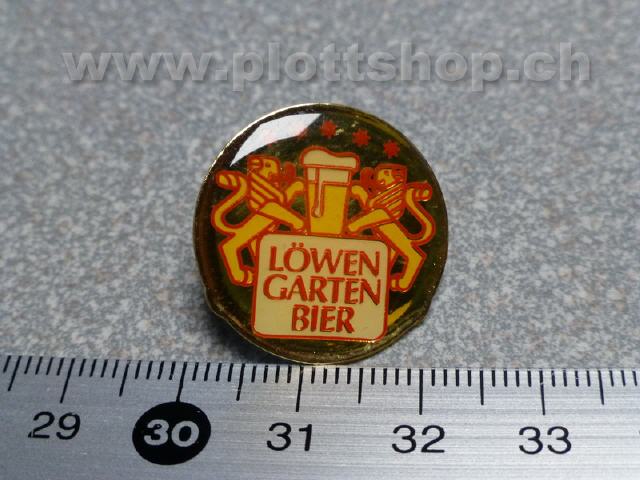 www.plottshop.ch
LÖWEN
GARTEN
BIER
29 30 31 32 33